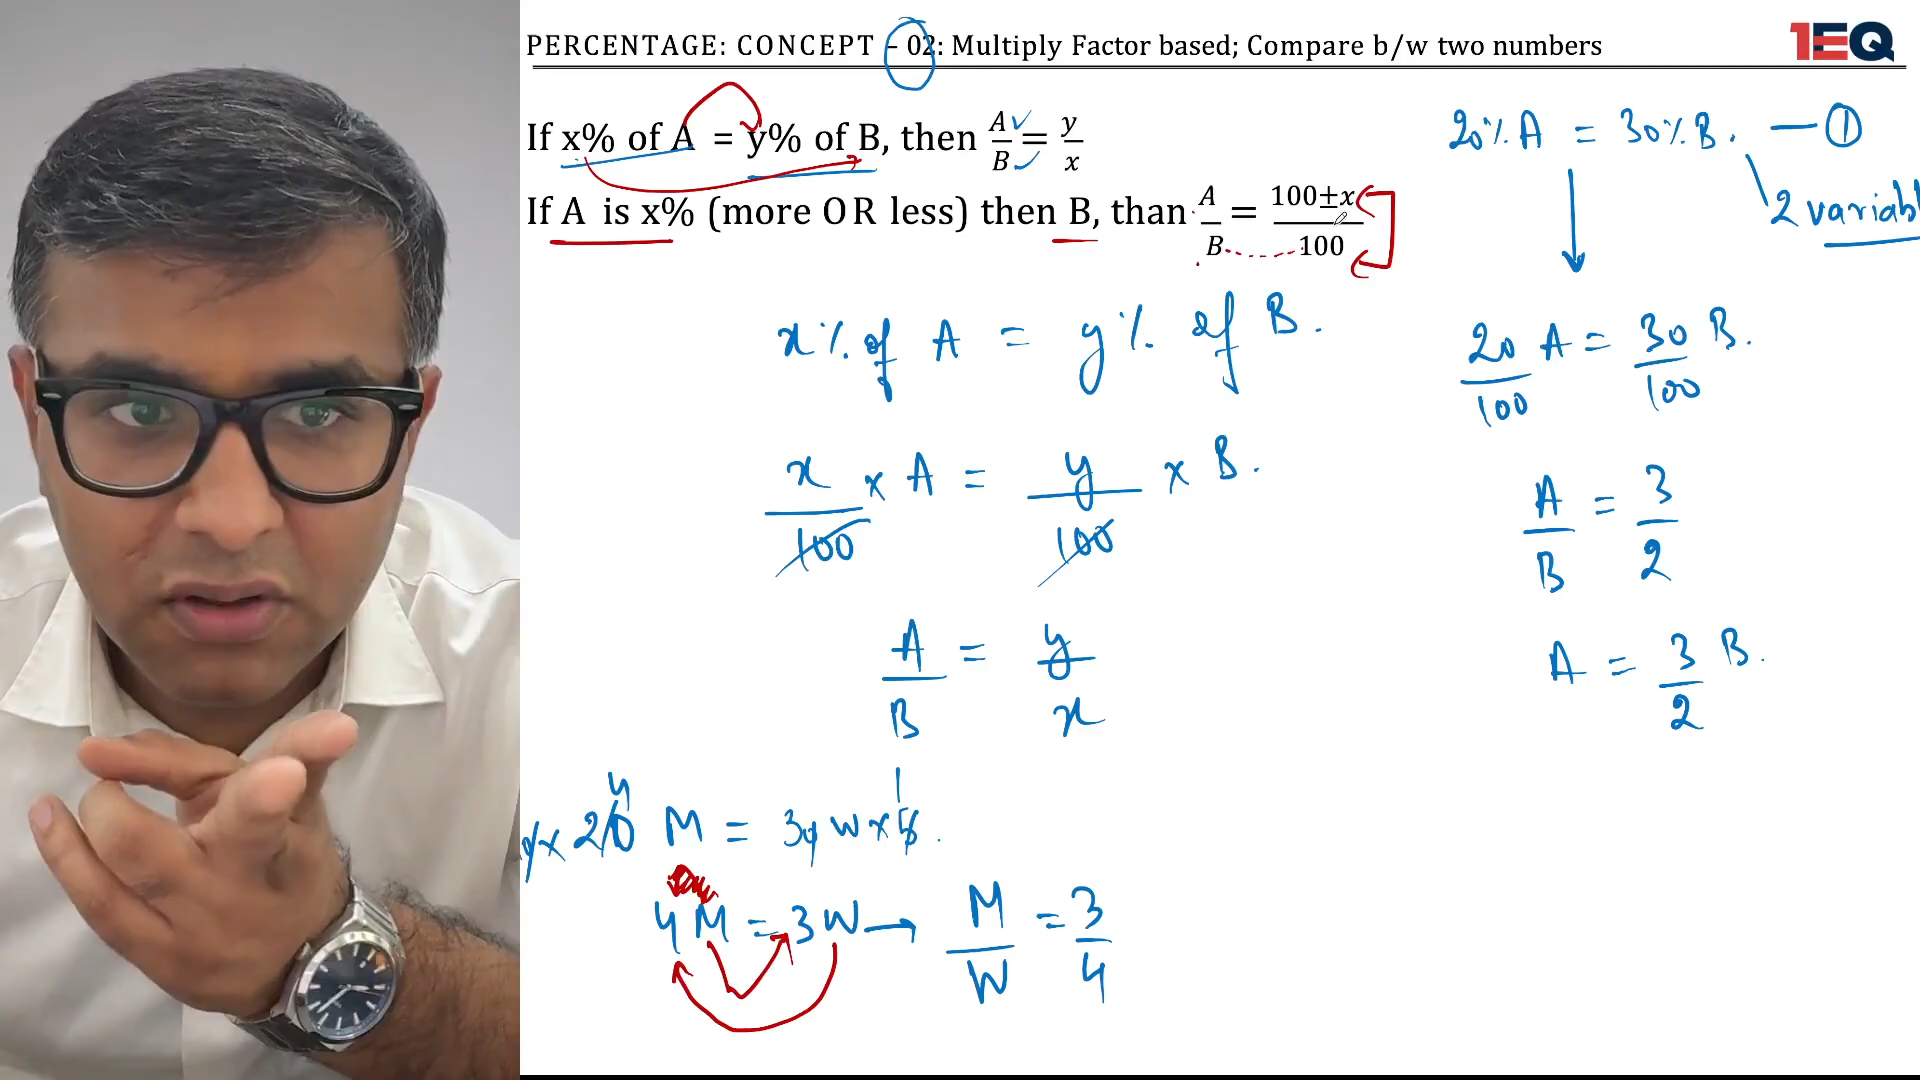 PERCENTAGE: CONCEPT – 02: Multiply Factor based; Compare b/w two numbers
1EQ
If x% of A = y% of B, then A/B = y/x
If A is x% (more OR less) then B, than A/B = 100±x/100
20% A = 30% B. — 1
2 variabl
20/100 A = 30/100 B.
A/B = 3/2
A = 3/2 B.
x% of A = y% of B.
x/100 × A = y/100 × B.
A/B = y/x
M = W ×
4M = 3W → M/W = 3/4